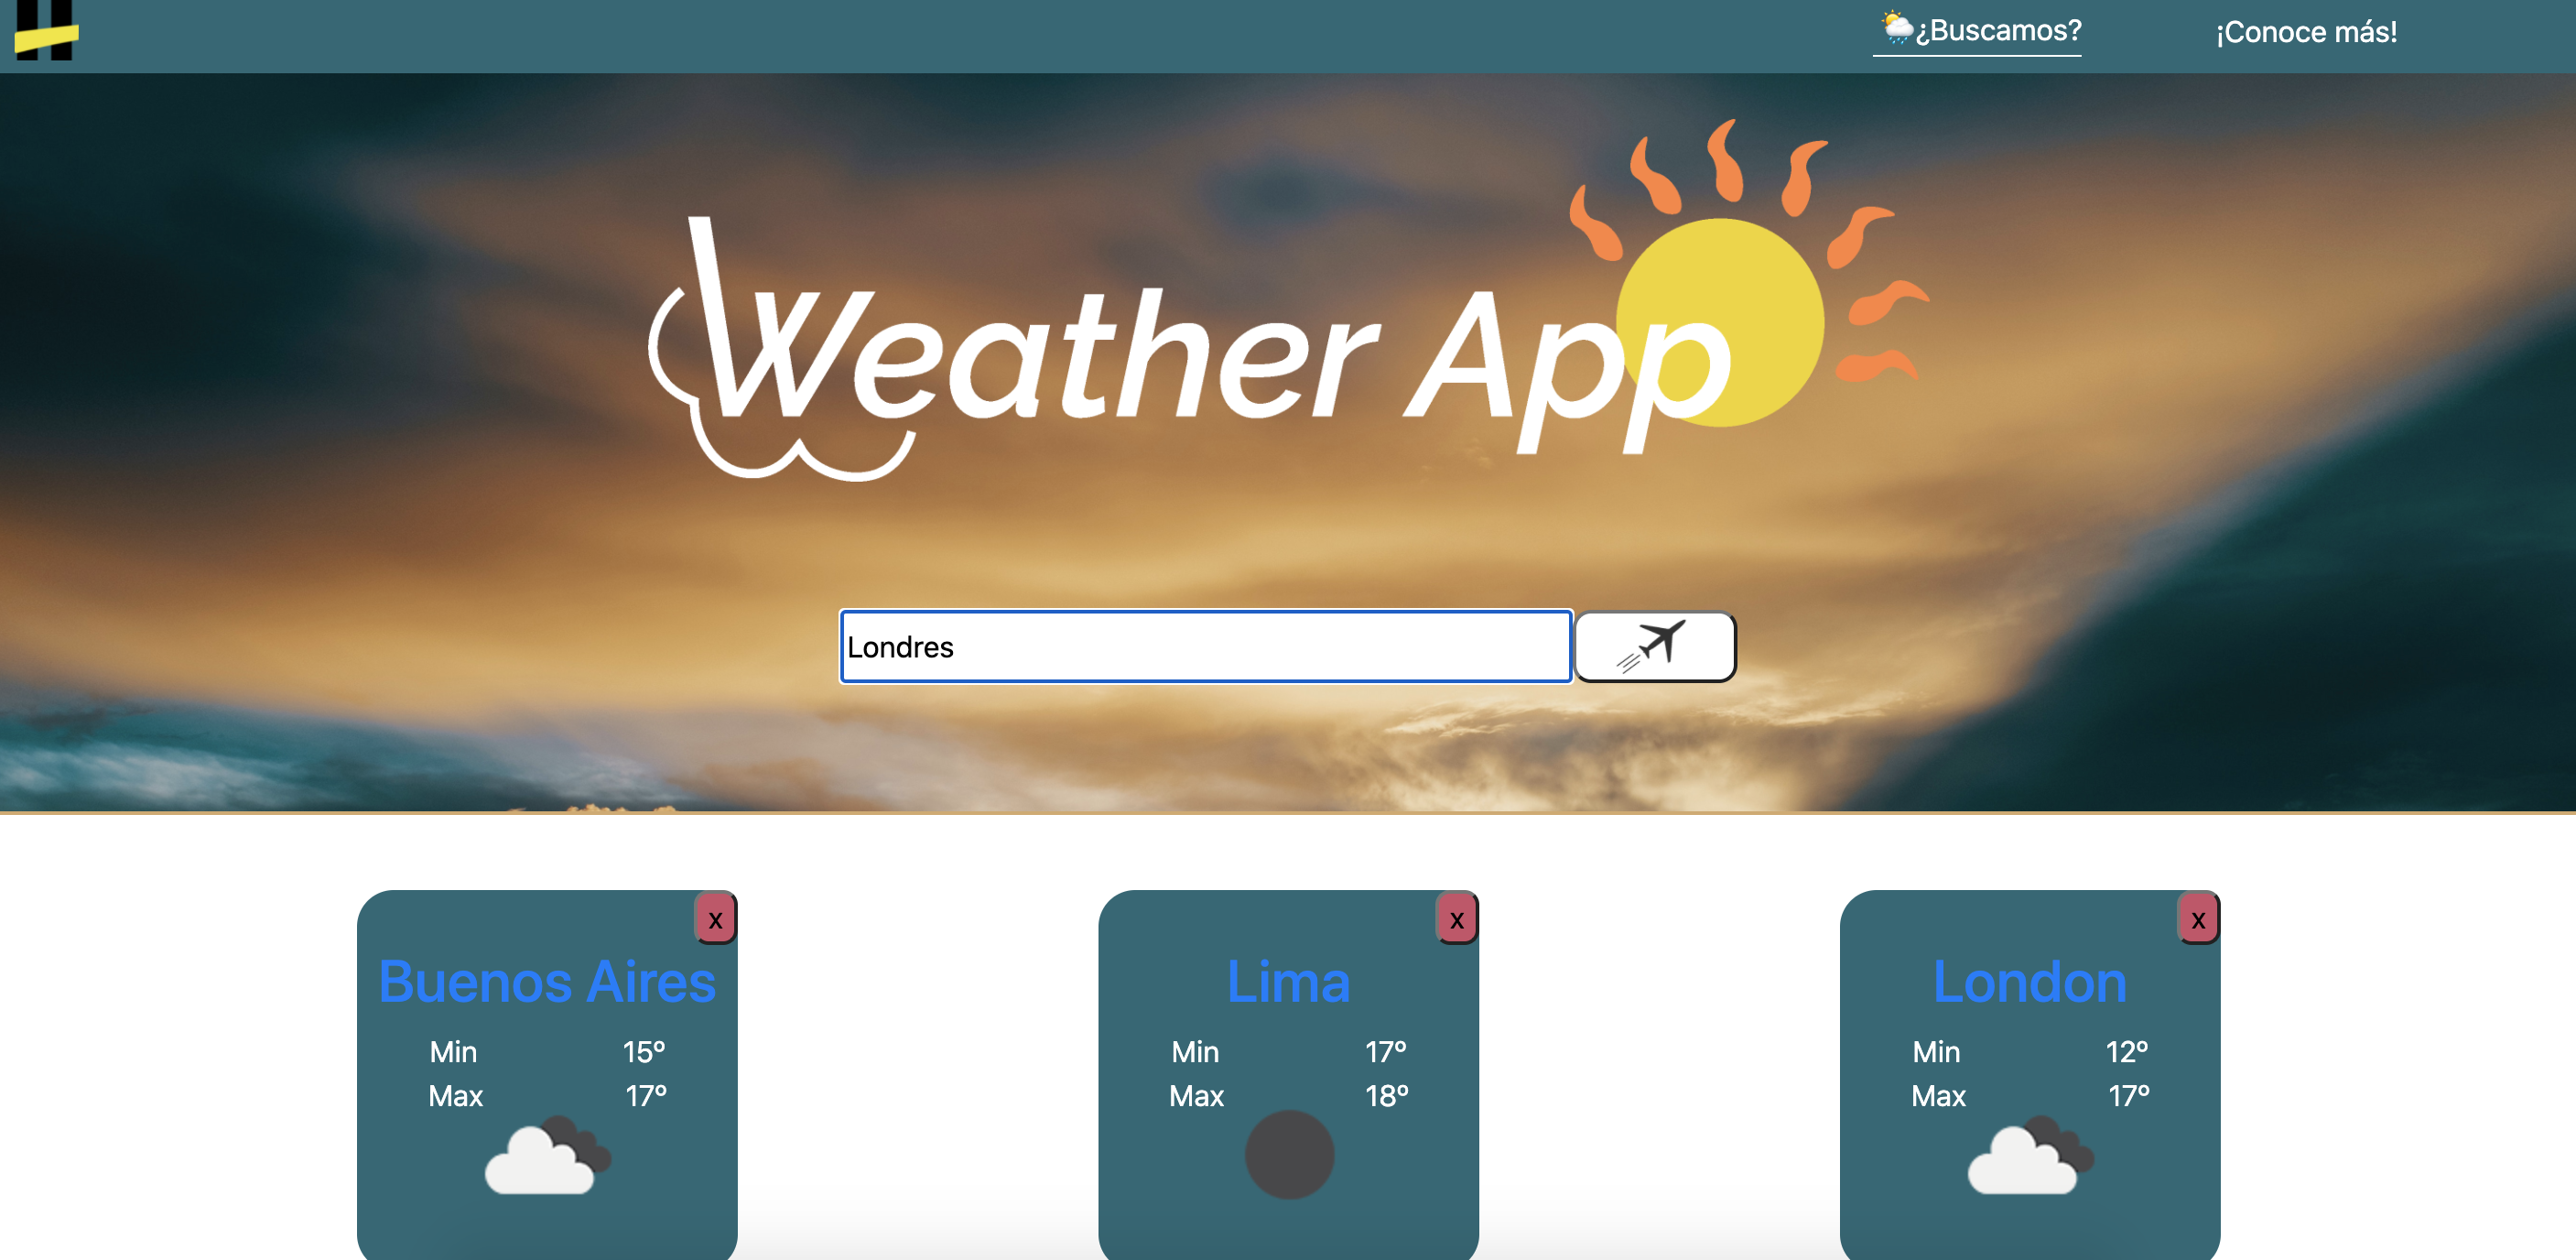 ¿Buscamos?
¡Conoce más!
Weather App
Londres
x
Buenos Aires
Min 15º
Max 17º
x
Lima
Min 17º
Max 18º
x
London
Min 12º
Max 17º